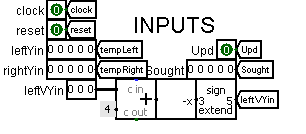 clock 0 clock
INPUTS
reset 0 reset
leftYin 0 0 0 0 0 tempLeft
Upd 0 Upd
rightYin 0 0 0 0 0 tempRight
Sought 0 0 0 0 0 Sought
leftVYin 0 0 0
c in
+
c out
4
sign
-x 3 5
extend
leftVYin